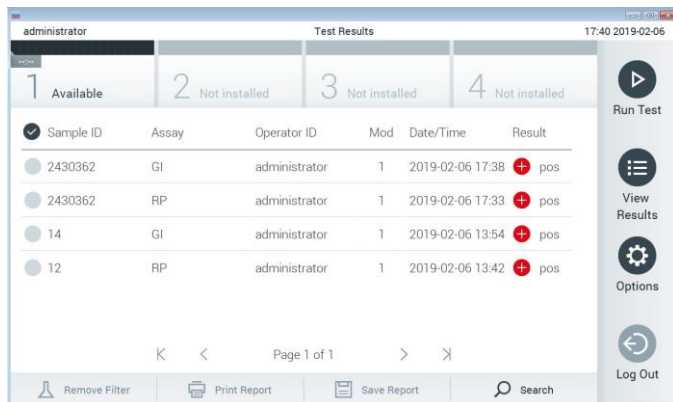 administrator Test Results 17:40 2019-02-06
--:--
1 Available 2 Not installed 3 Not installed 4 Not installed
Run Test
Sample ID Assay Operator ID Mod Date/Time Result
2430362 GI administrator 1 2019-02-06 17:38 pos
2430362 RP administrator 1 2019-02-06 17:33 pos
View
Results
14 GI administrator 1 2019-02-06 13:54 pos
12 RP administrator 1 2019-02-06 13:42 pos
Options
Page 1 of 1
Log Out
Remove Filter Print Report Save Report Search